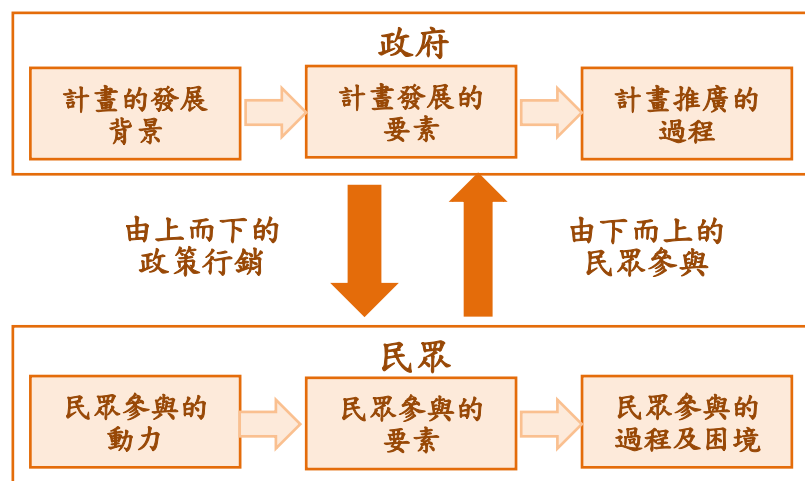 政府
計畫的發展
背景
計畫發展的
要素
計畫推廣的
過程
由上而下的
政策行銷
由下而上的
民眾參與
民眾
民眾參與的
動力
民眾參與的
要素
民眾參與的
過程及困境